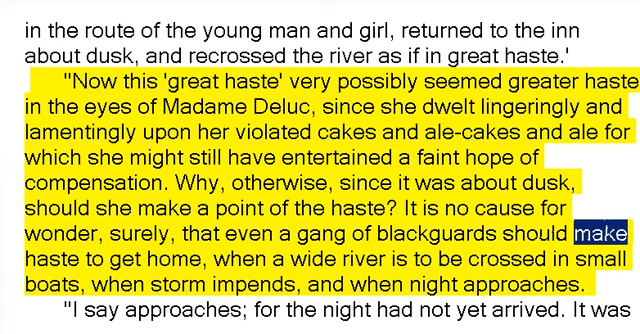 in the route of the young man and girl, returned to the inn
about dusk, and recrossed the river as if in great haste.'
"Now this 'great haste' very possibly seemed greater haste
in the eyes of Madame Deluc, since she dwelt lingeringly and
lamentingly upon her violated cakes and ale-cakes and ale for
which she might still have entertained a faint hope of
compensation. Why, otherwise, since it was about dusk,
should she make a point of the haste? It is no cause for
wonder, surely, that even a gang of blackguards should make
haste to get home, when a wide river is to be crossed in small
boats, when storm impends, and when night approaches.
"I say approaches; for the night had not yet arrived. It was